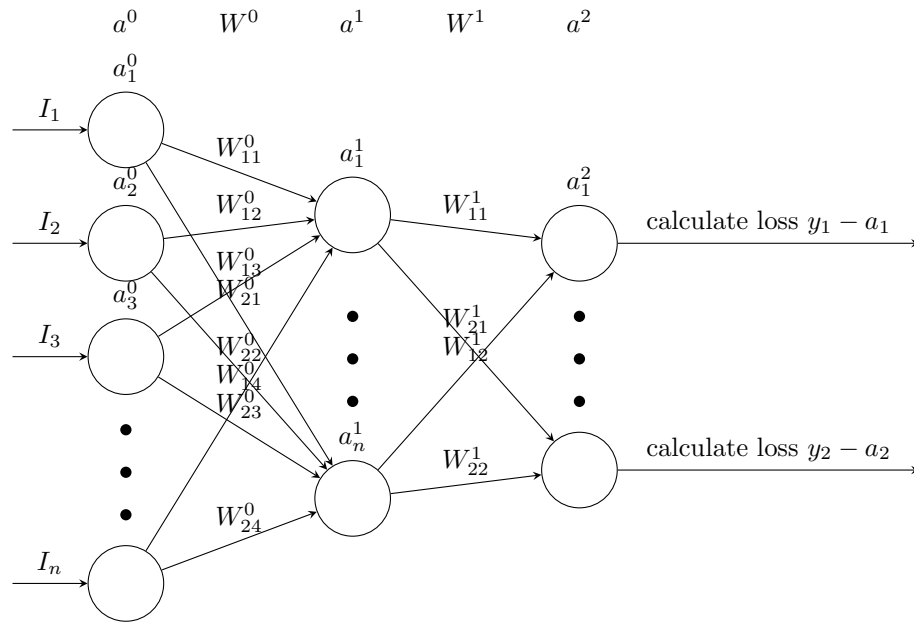 a^0 W^0 a^1 W^1 a^2
a_1^0
I_1
W_{11}^0
a_1^1
a_2^0
a_1^2
W_{12}^0
W_{11}^1
I_2
calculate loss y_1 − a_1
W_{13}^0
a_3^0
W_{21}^0
W_{21}^1
I_3
W_{22}^0
W_{12}^1
W_{14}^0
W_{23}^0
a_n^1
W_{22}^1
calculate loss y_2 − a_2
W_{24}^0
I_n